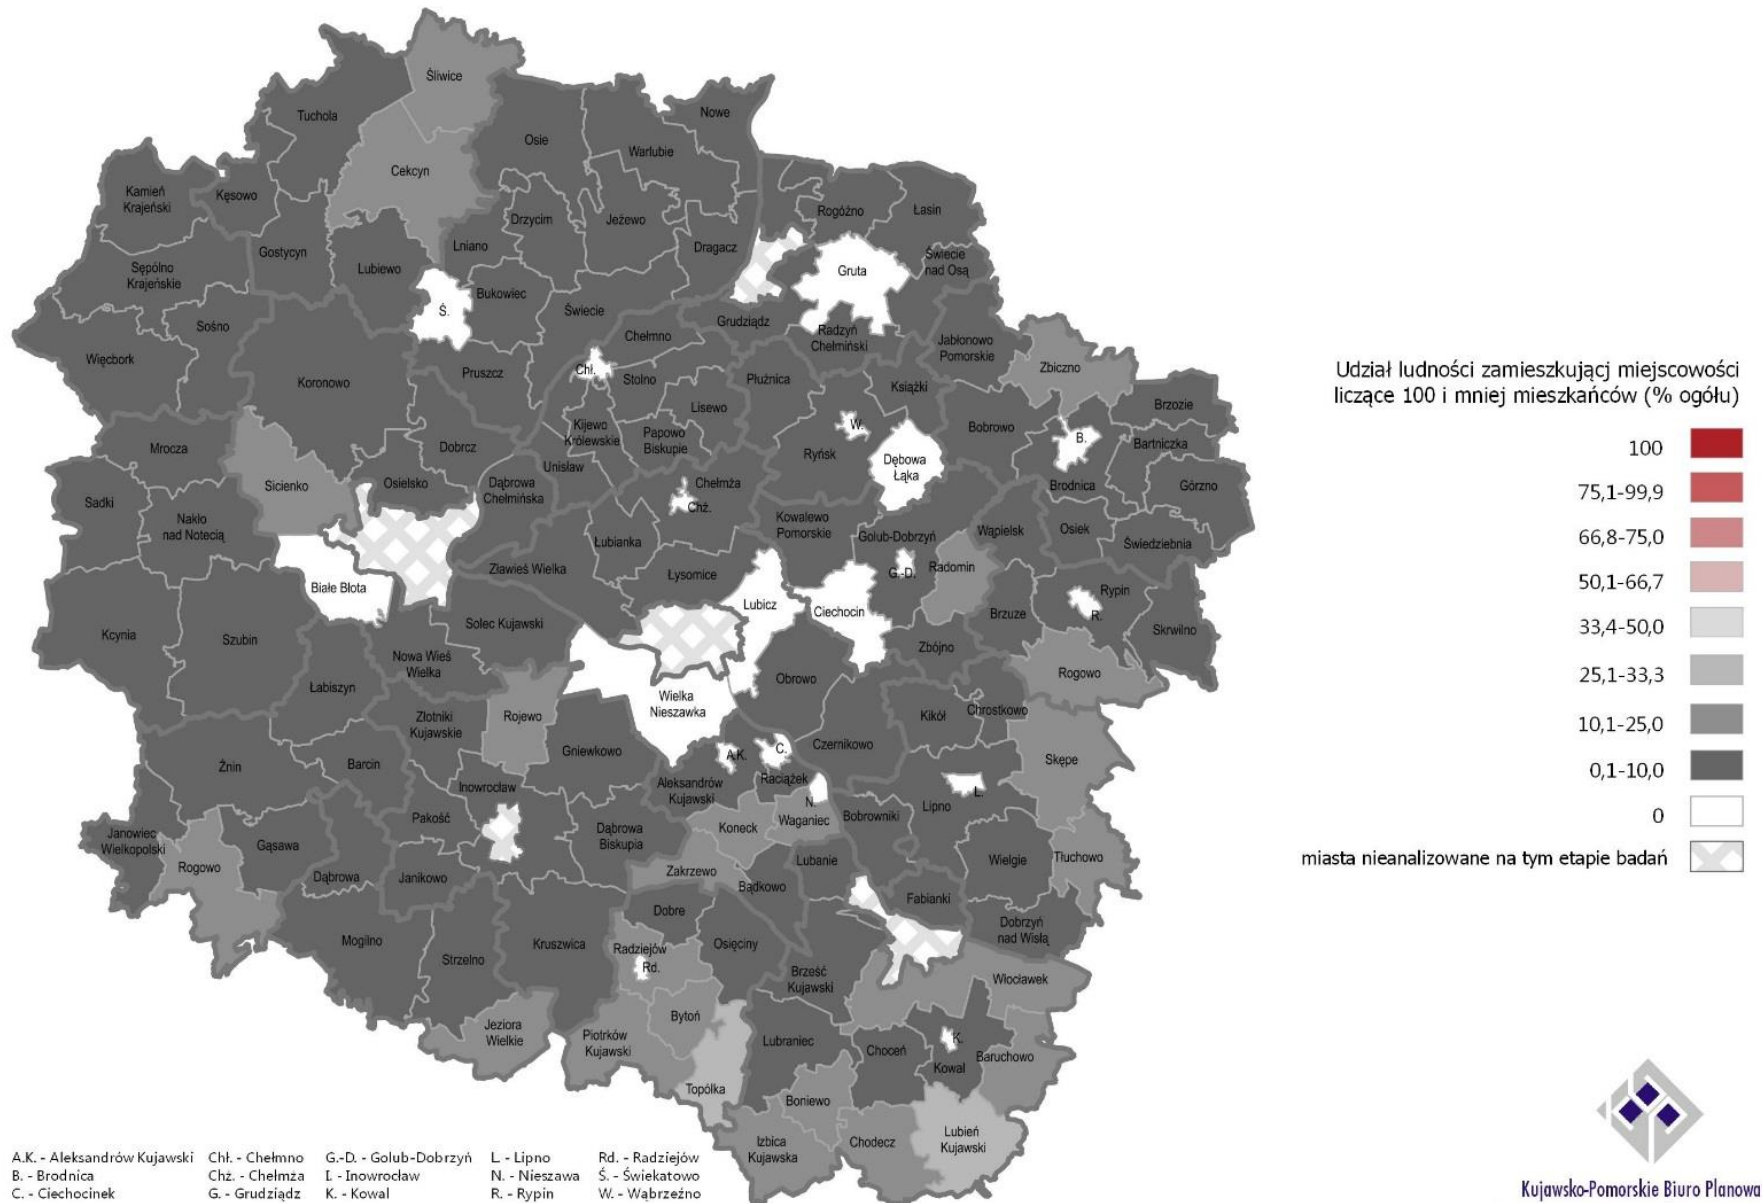 Śliwice
Tuchola
Nowe
Osie
Warlubie
Cekcyn
Kamień
Krajeński
Kęsowo
Rogóźno
Łasin
Drzycim
Jeżewo
Gostycyn
Lniano
Dragacz
Lubiewo
Świecie
nad Osą
Sępólno
Krajeńskie
Gruta
Bukowiec
Ś.
Świecie
Sośno
Grudziądz
Chełmno
Radzyń
Chełmiński
Jabłonowo
Pomorskie
Więcbork
Chł.
Zbiczno
Koronowo
Pruszcz
Stolno
Płużnica
Książki
Lisewo
Brzozie
Kijewo
Królewskie
Papowo
Biskupie
W.
Bobrowo
B.
Bartniczka
Mrocza
Dobrcz
Ryńsk
Dębowa
Łąka
Unisław
Sicienko
Osielsko
Dąbrowa
Chełmińska
Chełmża
Brodnica
Górzno
Sadki
Chż.
Nakło
nad Notecią
Kowalewo
Pomorskie
Wąpielsk
Osiek
Łubianka
Golub-Dobrzyń
Świedziebnia
Zławieś Wielka
Łysomice
G.-D.
Radomin
Białe Błota
Rypin
Lubicz
Ciechocin
Brzuze
R.
Solec Kujawski
Kcynia
Szubin
Skrwilno
Zbójno
Nowa Wieś
Wielka
Rogowo
Łabiszyn
Obrowo
Wielka
Nieszawka
Złotniki
Kujawskie
Rojewo
Kikół
Chrostkowo
Czernikowo
Gniewkowo
A.K.
C.
Skępe
Żnin
Barcin
Inowrocław
Aleksandrów
Kujawski
Raciążek
N.
L.
Lipno
Pakość
Waganiec
Bobrowniki
Janowiec
Wielkopolski
Dąbrowa
Biskupia
Koneck
Gąsawa
Rogowo
Lubanie
Wielgie
Tłuchowo
Dąbrowa
Janikowo
Zakrzewo
Bądkowo
Fabianki
Dobre
Dobrzyń
nad Wisłą
Mogilno
Kruszwica
Radziejów
Osięciny
Strzelno
Rd.
Brześć
Kujawski
Włocławek
Jeziora
Wielkie
Piotrków
Kujawski
Bytoń
Lubraniec
K.
Choceń
Baruchowo
Kowal
Topólka
Boniewo
Lubień
Kujawski
Izbica
Kujawska
Chodecz
Udział ludności zamieszkującj miejscowości
liczące 100 i mniej mieszkańców (% ogółu)
100
75,1-99,9
66,8-75,0
50,1-66,7
33,4-50,0
25,1-33,3
10,1-25,0
0,1-10,0
0
miasta nieanalizowane na tym etapie badań
A.K. - Aleksandrów Kujawski Chł. - Chełmno G.-D. - Golub-Dobrzyń L. - Lipno Rd. - Radziejów
B. - Brodnica Chż. - Chełmża I. - Inowrocław N. - Nieszawa Ś. - Świekatowo
C. - Ciechocinek G. - Grudziądz K. - Kowal R. - Rypin W. - Wąbrzeźno
Kujawsko-Pomorskie Biuro Planowa